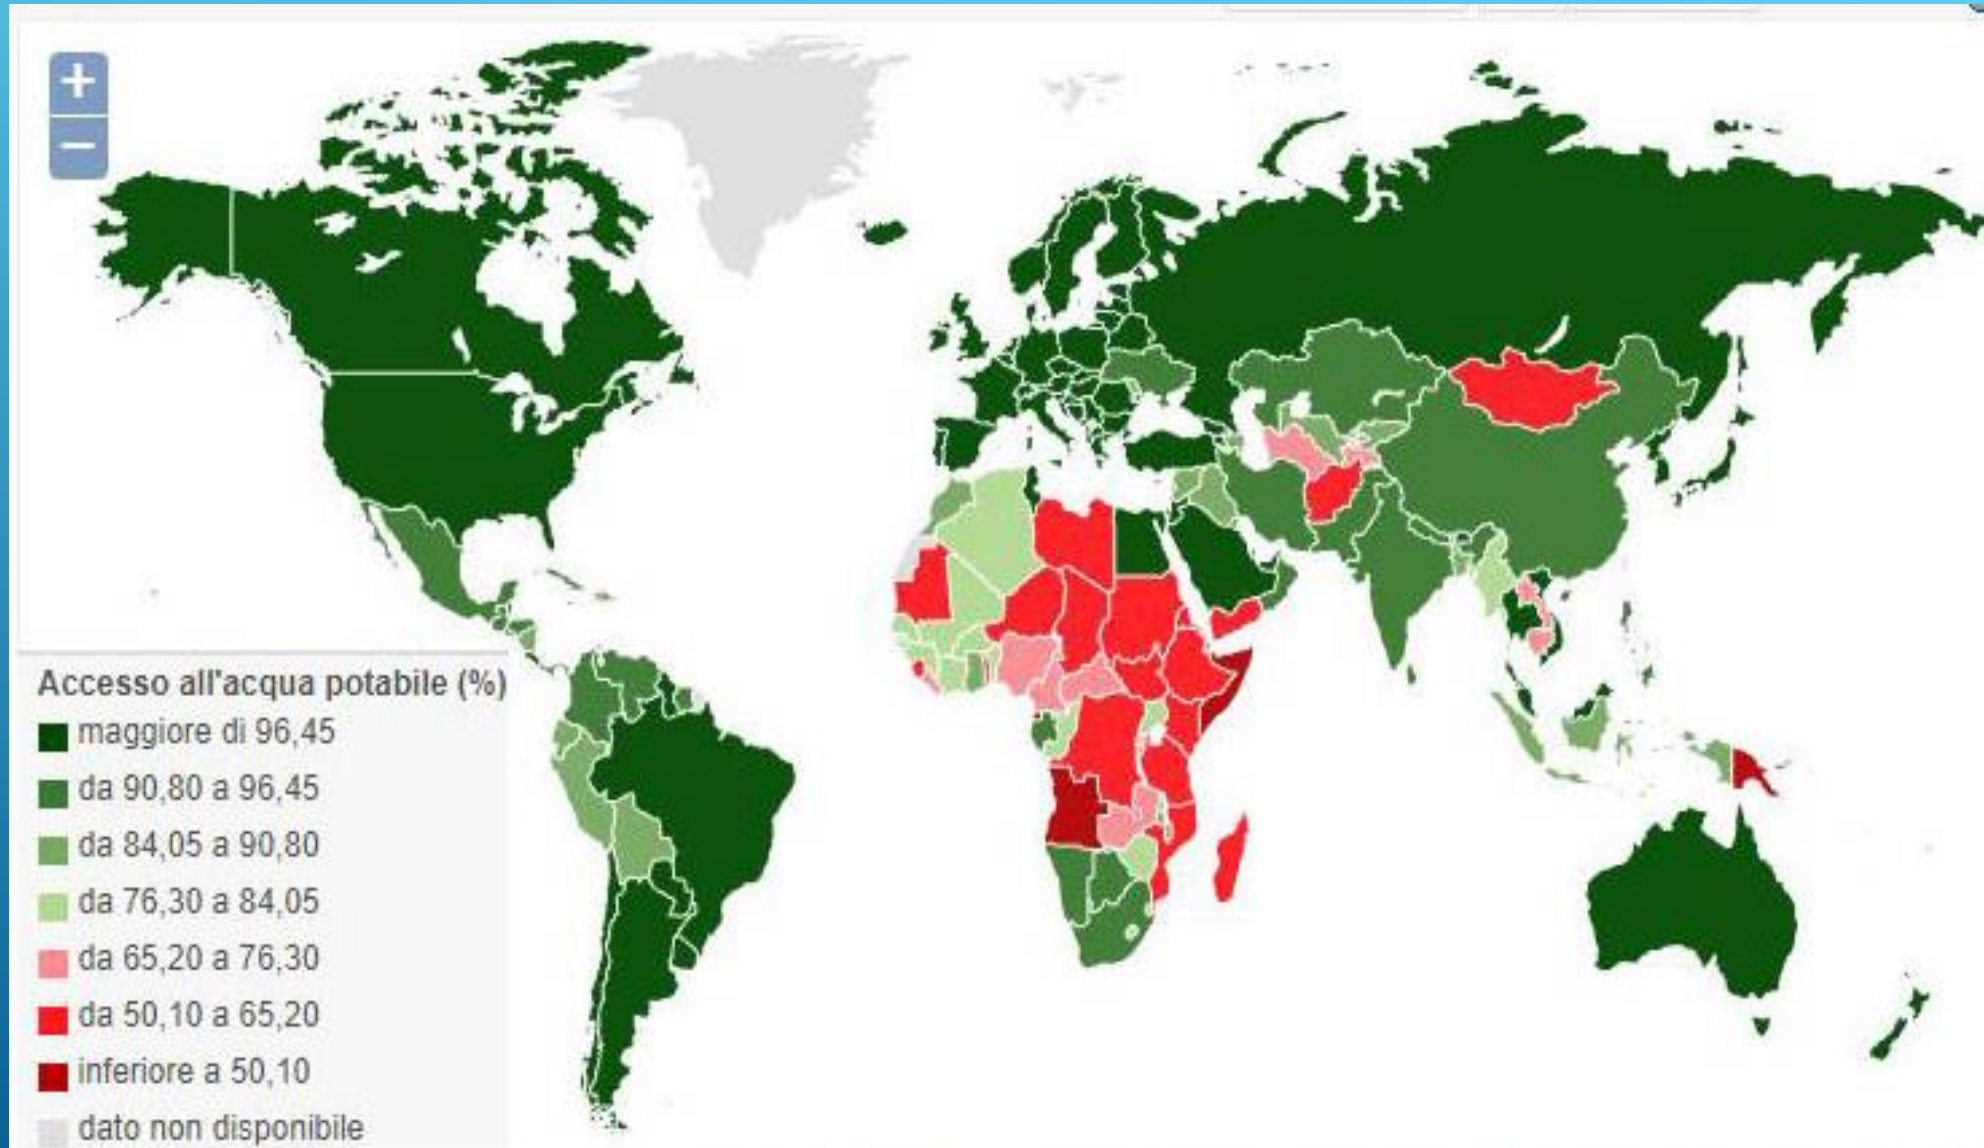 +
−
Accesso all'acqua potabile (%)
maggiore di 96,45
da 90,80 a 96,45
da 84,05 a 90,80
da 76,30 a 84,05
da 65,20 a 76,30
da 50,10 a 65,20
inferiore a 50,10
dato non disponibile